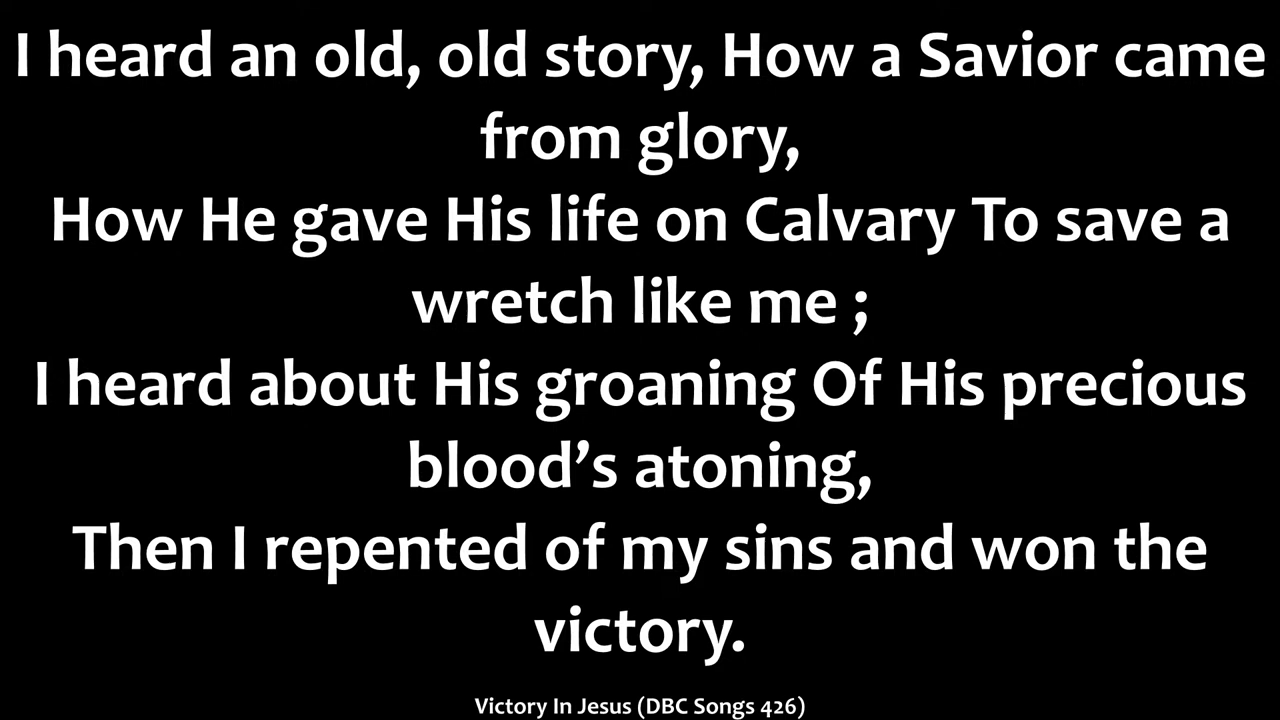 I heard an old, old story, How a Savior came
from glory,
How He gave His life on Calvary To save a
wretch like me ;
I heard about His groaning Of His precious
blood’s atoning,
Then I repented of my sins and won the
victory.
Victory In Jesus (DBC Songs 426)